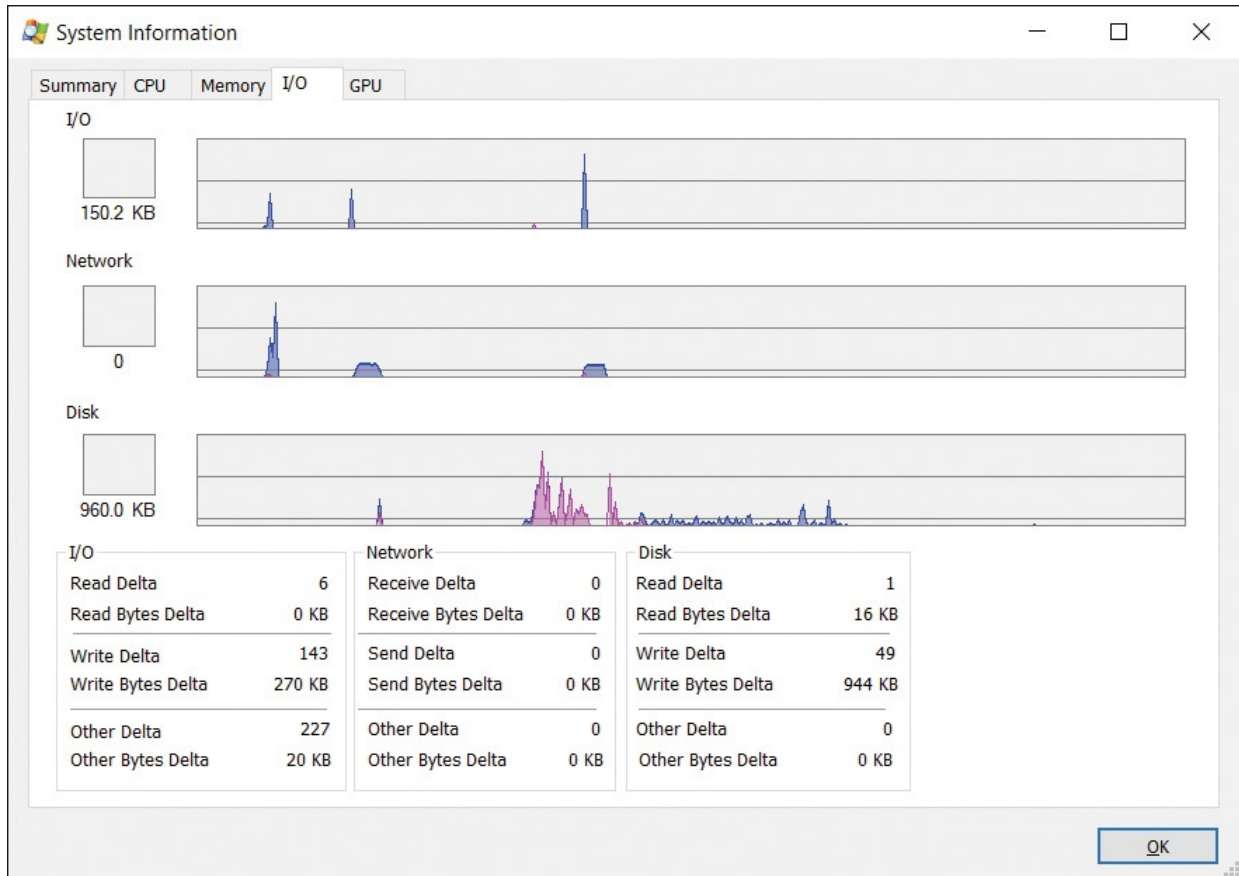 System Information
Summary CPU Memory I/O GPU
I/O
150.2 KB
Network
0
Disk
960.0 KB
I/O
Read Delta 6
Read Bytes Delta 0 KB
Write Delta 143
Write Bytes Delta 270 KB
Other Delta 227
Other Bytes Delta 20 KB
Network
Receive Delta 0
Receive Bytes Delta 0 KB
Send Delta 0
Send Bytes Delta 0 KB
Other Delta 0
Other Bytes Delta 0 KB
Disk
Read Delta 1
Read Bytes Delta 16 KB
Write Delta 49
Write Bytes Delta 944 KB
Other Delta 0
Other Bytes Delta 0 KB
OK